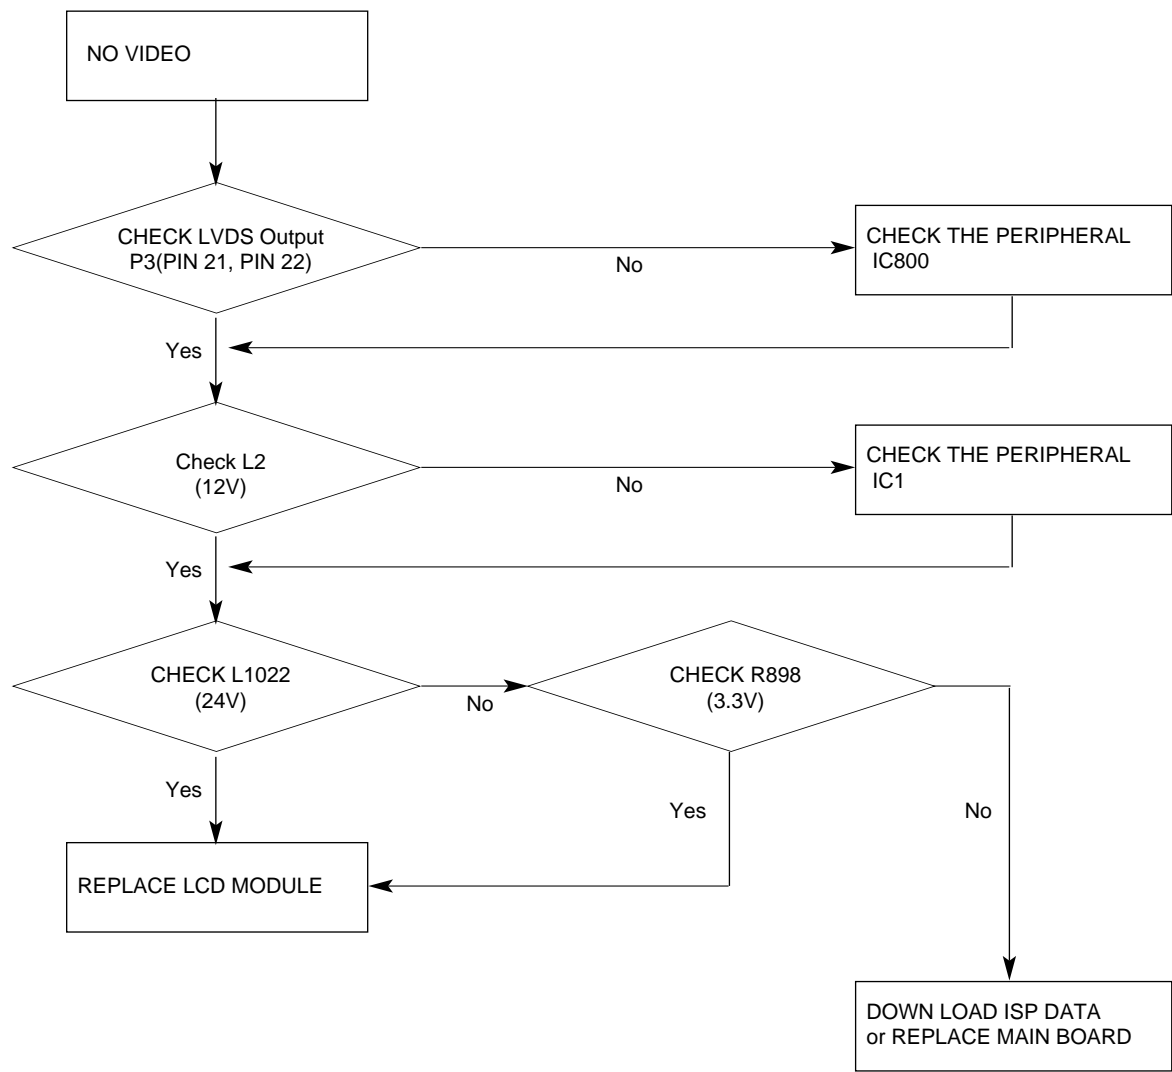 NO VIDEO
CHECK LVDS Output
P3(PIN 21, PIN 22)
No
CHECK THE PERIPHERAL
IC800
Yes
Check L2
(12V)
No
CHECK THE PERIPHERAL
IC1
Yes
CHECK L1022
(24V)
No
CHECK R898
(3.3V)
Yes
Yes
No
REPLACE LCD MODULE
DOWN LOAD ISP DATA
or REPLACE MAIN BOARD